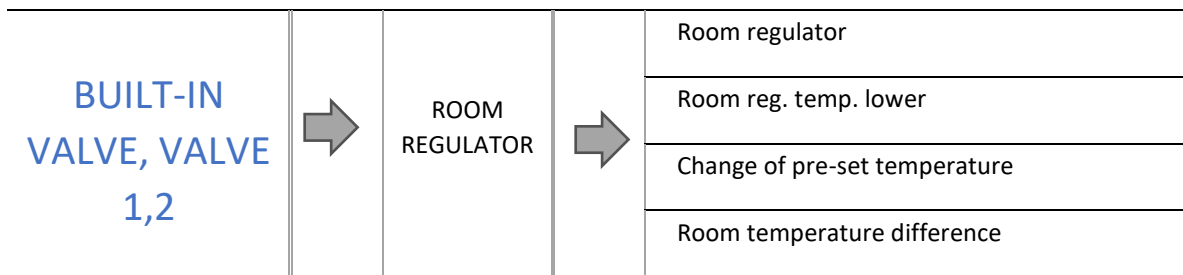 BUILT-IN
VALVE, VALVE
1,2
ROOM
REGULATOR
Room regulator
Room reg. temp. lower
Change of pre-set temperature
Room temperature difference